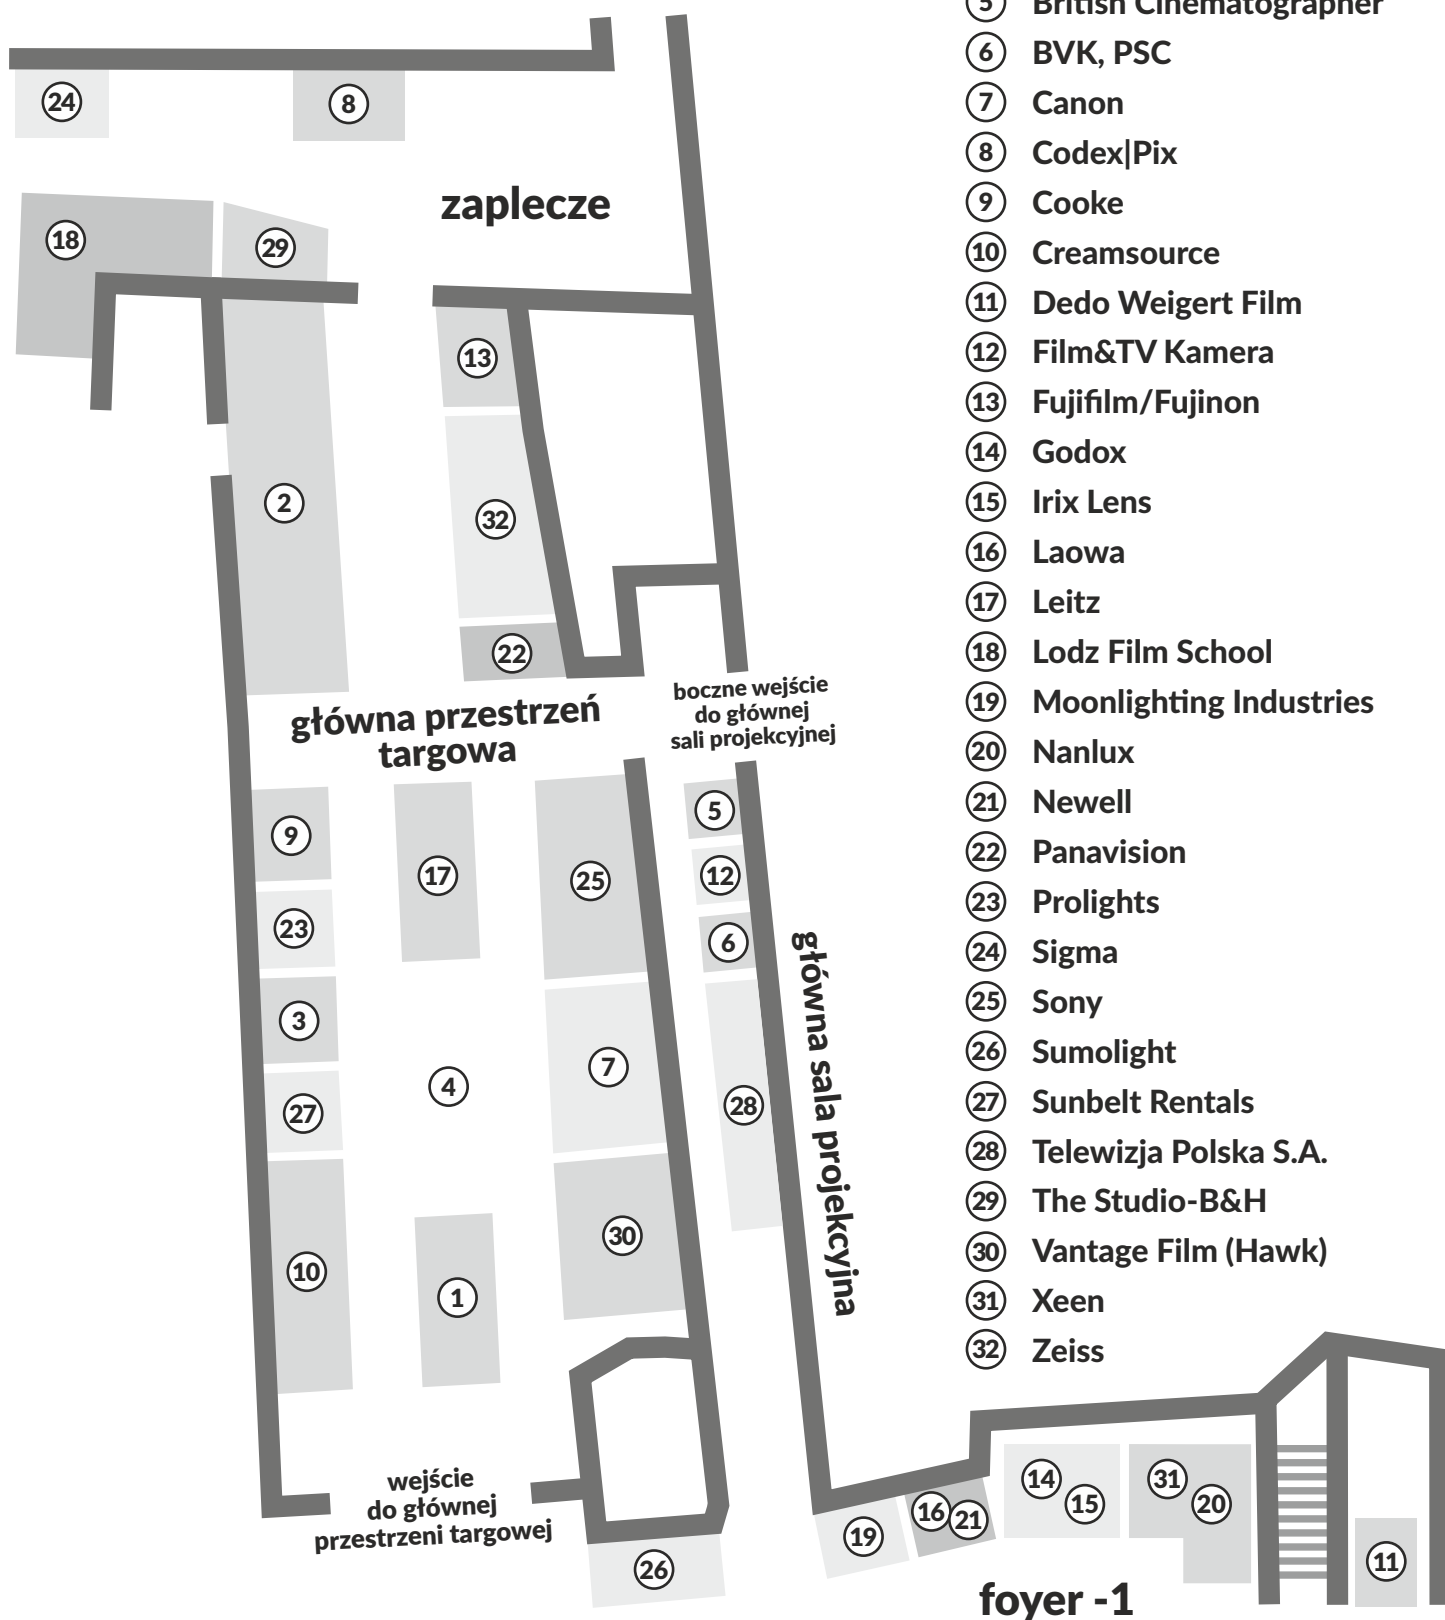 24
8
zaplecze
18
29
13
2
32
22
główna przestrzeń
targowa
boczne wejście
do głównej
sali projekcyjnej
9
17
25
5
23
12
6
3
4
7
27
28
główna sala projekcyjna
10
1
30
wejście
do głównej
przestrzeni targowej
26
19
16
21
14
15
31
20
11
foyer -1
5 British Cinematographer
6 BVK, PSC
7 Canon
8 Codex|Pix
9 Cooke
10 Creamsource
11 Dedo Weigert Film
12 Film&TV Kamera
13 Fujifilm/Fujinon
14 Godox
15 Irix Lens
16 Laowa
17 Leitz
18 Lodz Film School
19 Moonlighting Industries
20 Nanlux
21 Newell
22 Panavision
23 Prolights
24 Sigma
25 Sony
26 Sumolight
27 Sunbelt Rentals
28 Telewizja Polska S.A.
29 The Studio-B&H
30 Vantage Film (Hawk)
31 Xeen
32 Zeiss